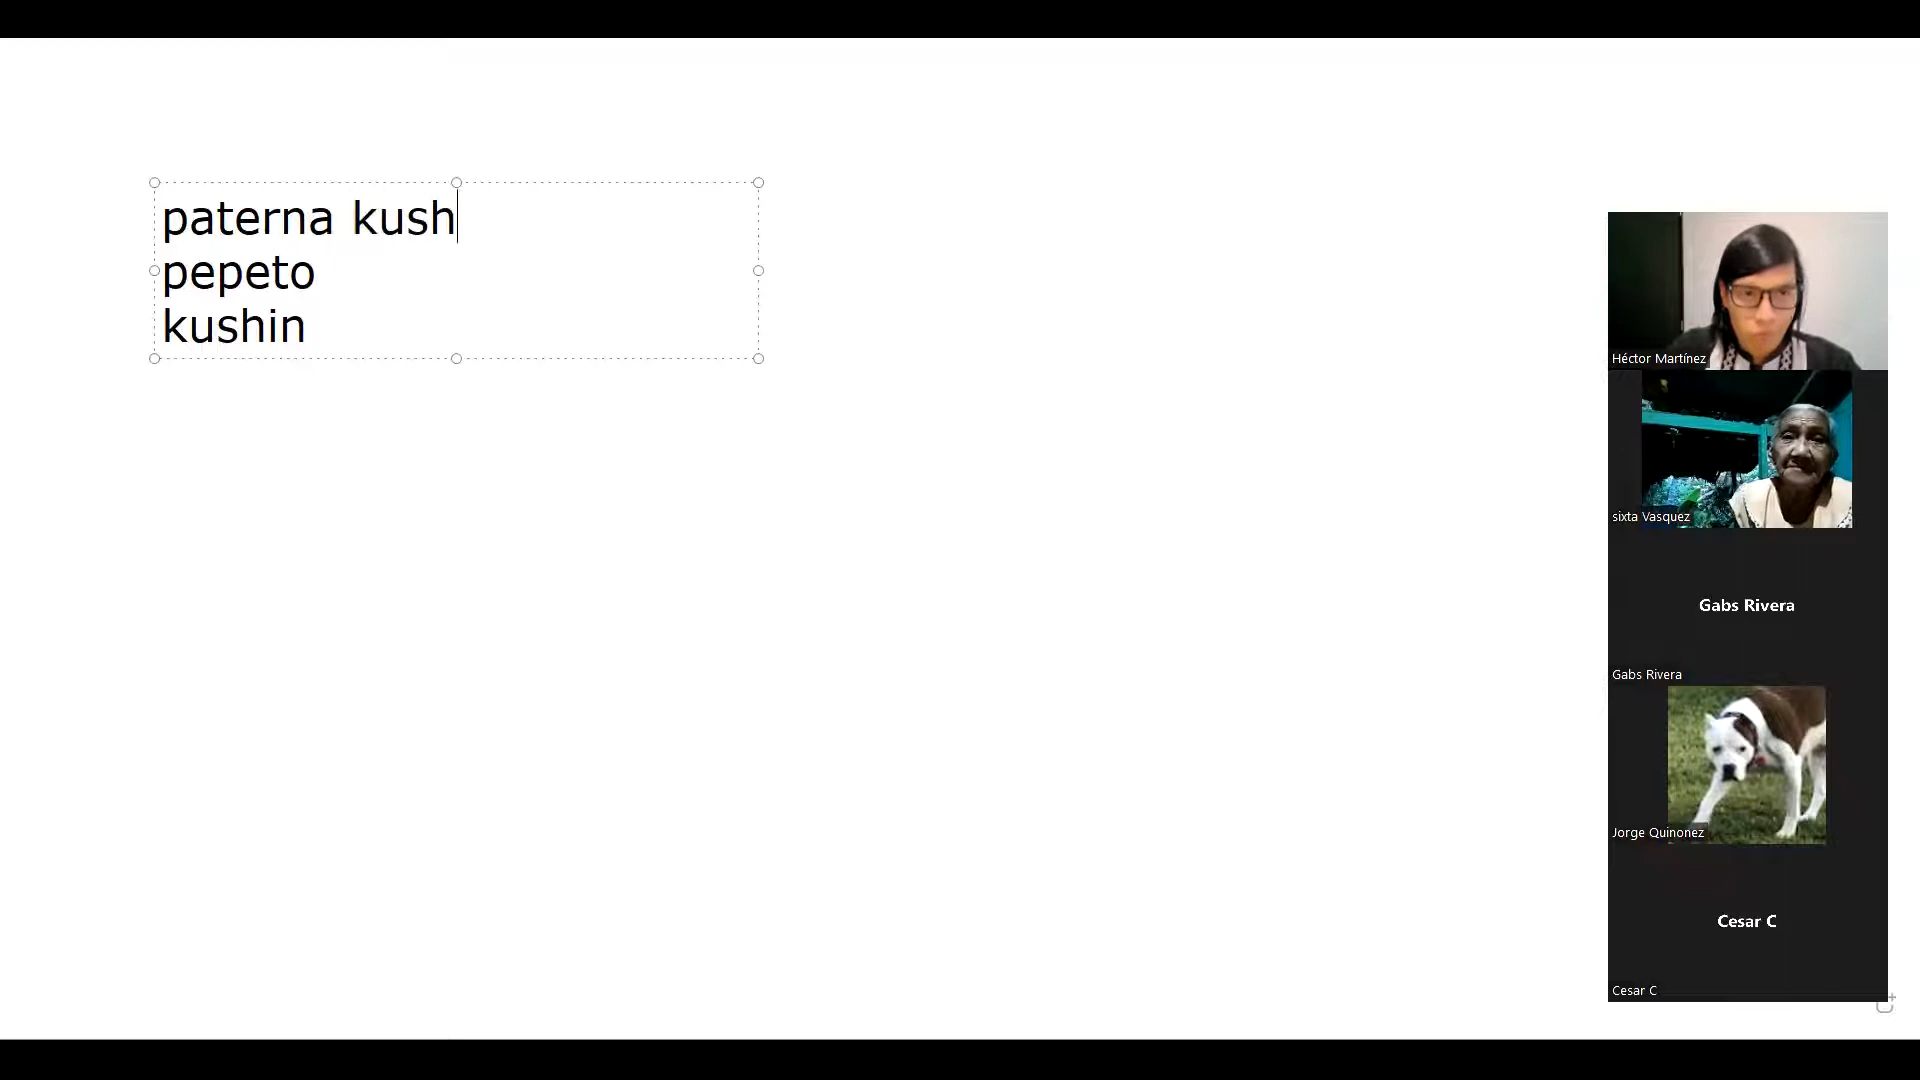 paterna kush
pepeto
kushin
Héctor Martínez
sixta Vasquez
Gabs Rivera
Gabs Rivera
Jorge Quinonez
Cesar C
Cesar C